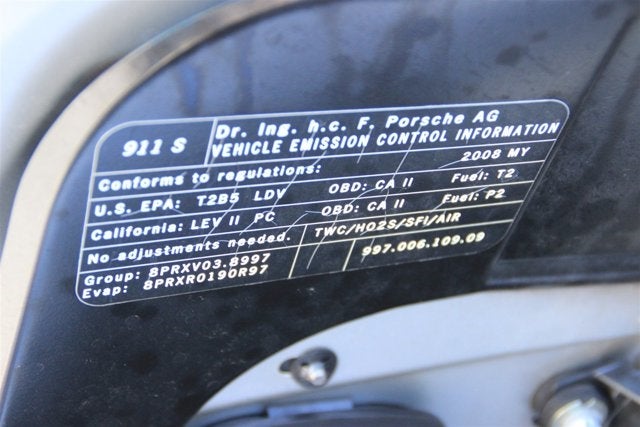 911 S
Dr. Ing. h.c. F. Porsche AG
VEHICLE EMISSION CONTROL INFORMATION
Conforms to regulations: 2008 MY
U.S. EPA: T2B5 LDV OBD: CA II Fuel: T2
California: LEV II PC OBD: CA II Fuel: P2
No adjustments needed. TWC/HO2S/SFI/AIR
Group: 8PRXV03.8997
Evap: 8PRXR0190R97
997.006.109.09